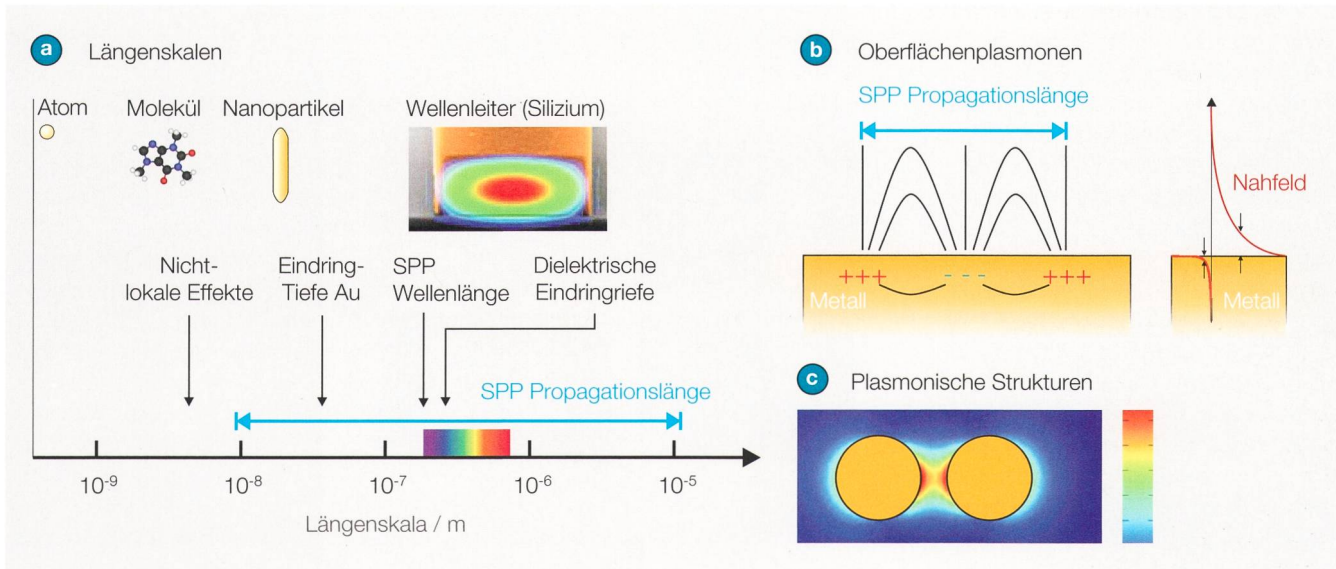 a Längenskalen
Atom Molekül Nanopartikel Wellenleiter (Silizium)
Nicht-
lokale Effekte
Eindring-
Tiefe Au
SPP
Wellenlänge
Dielektrische
Eindringriefe
SPP Propagationslänge
10-9 10-8 10-7 10-6 10-5
Längenskala / m
b Oberflächenplasmonen
SPP Propagationslänge
Nahfeld
+++ --- +++
Metall
Metall
c Plasmonische Strukturen